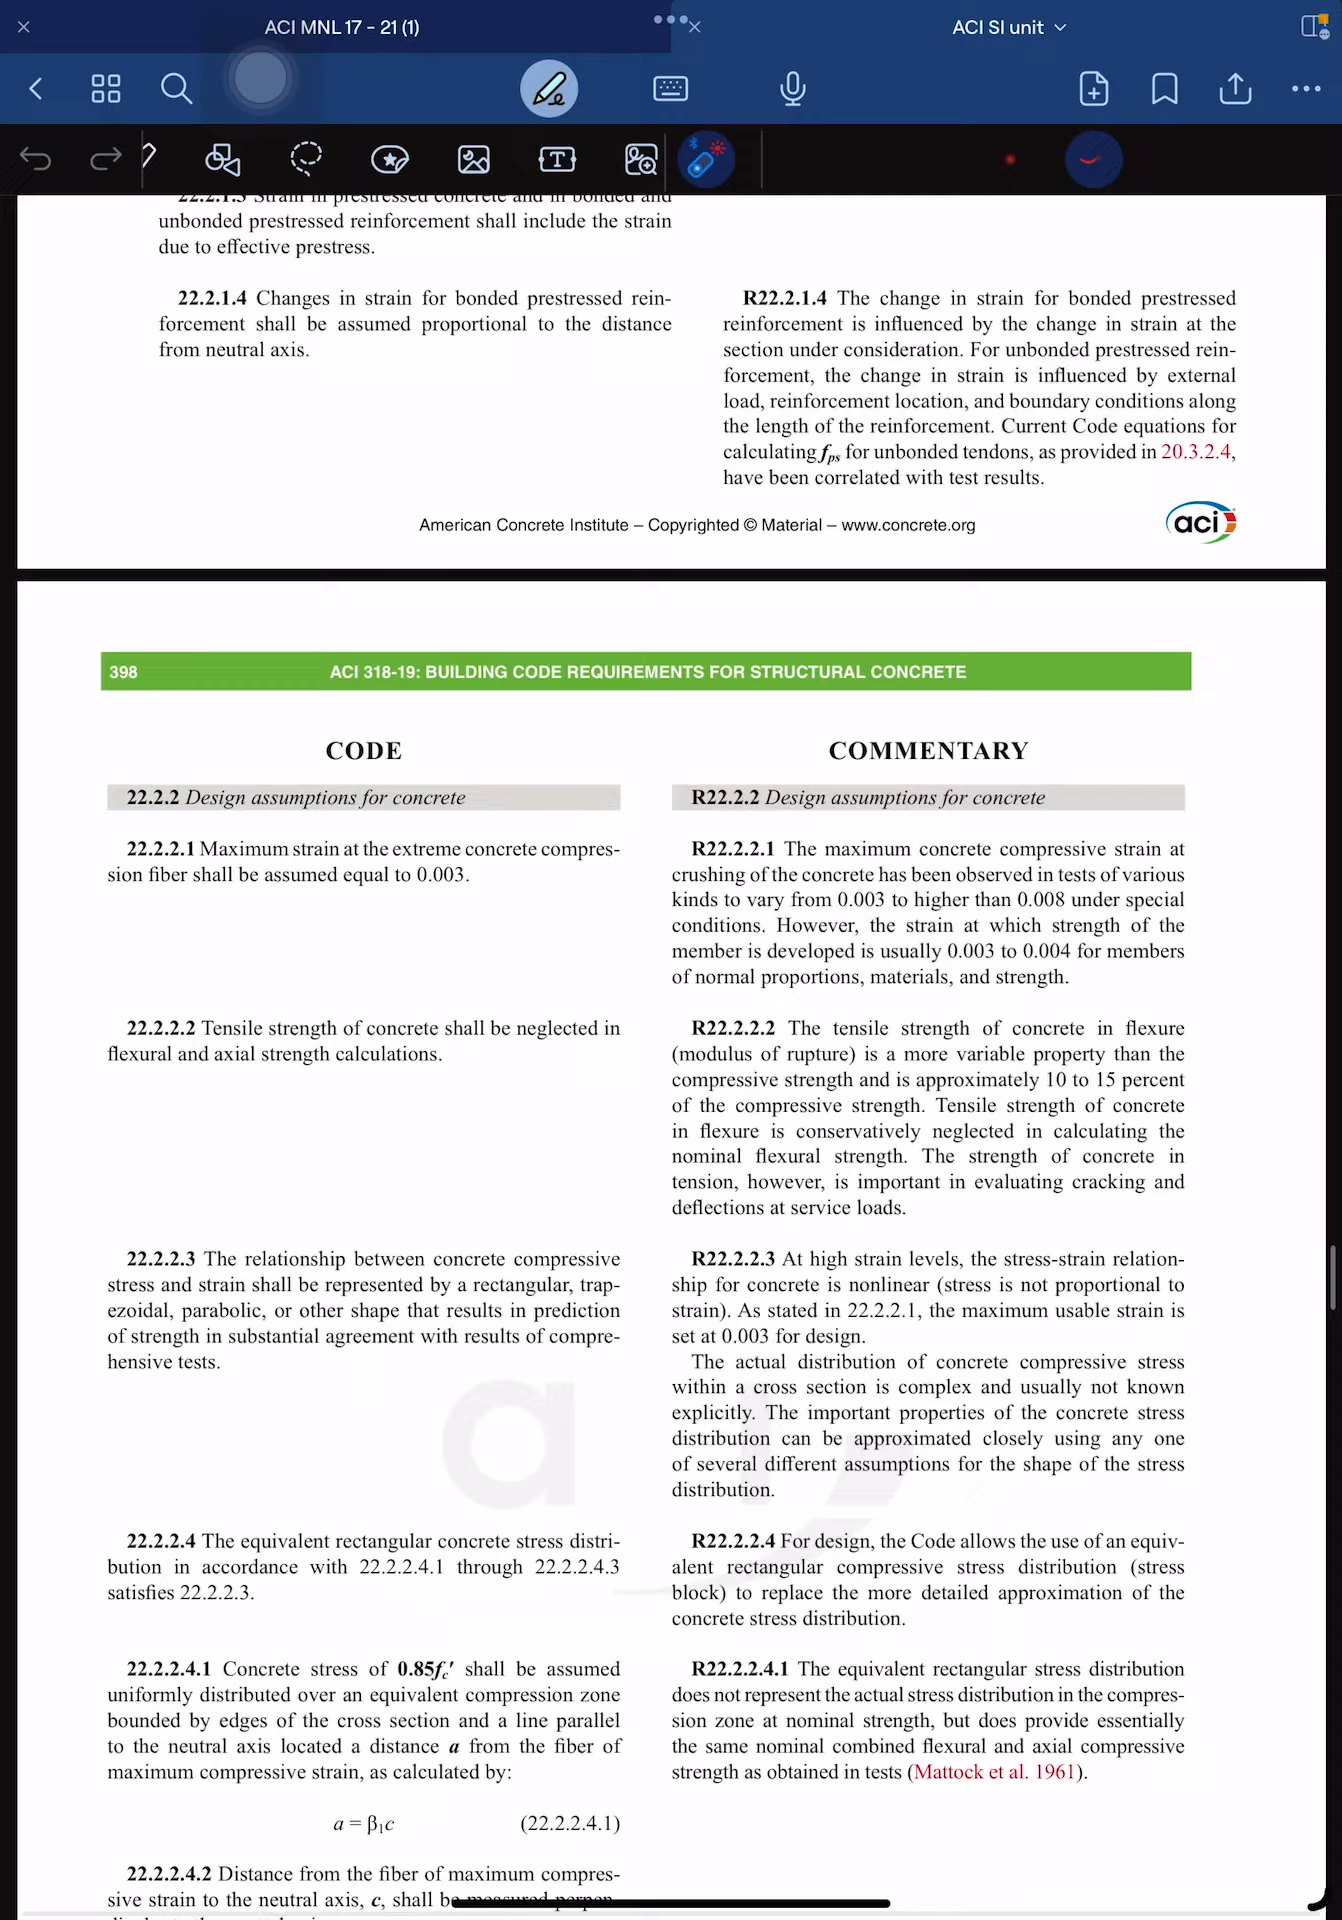 ACI MNL 17 - 21 (1)
ACI SI unit
22.2.1.3 Strain in prestressed concrete and in bonded and
unbonded prestressed reinforcement shall include the strain
due to effective prestress.
22.2.1.4 Changes in strain for bonded prestressed rein-
forcement shall be assumed proportional to the distance
from neutral axis.
R22.2.1.4 The change in strain for bonded prestressed
reinforcement is influenced by the change in strain at the
section under consideration. For unbonded prestressed rein-
forcement, the change in strain is influenced by external
load, reinforcement location, and boundary conditions along
the length of the reinforcement. Current Code equations for
calculating fps for unbonded tendons, as provided in 20.3.2.4,
have been correlated with test results.
American Concrete Institute – Copyrighted © Material – www.concrete.org
aci
398
ACI 318-19: BUILDING CODE REQUIREMENTS FOR STRUCTURAL CONCRETE
CODE
22.2.2 Design assumptions for concrete
22.2.2.1 Maximum strain at the extreme concrete compres-
sion fiber shall be assumed equal to 0.003.
22.2.2.2 Tensile strength of concrete shall be neglected in
flexural and axial strength calculations.
22.2.2.3 The relationship between concrete compressive
stress and strain shall be represented by a rectangular, trap-
ezoidal, parabolic, or other shape that results in prediction
of strength in substantial agreement with results of compre-
hensive tests.
22.2.2.4 The equivalent rectangular concrete stress distri-
bution in accordance with 22.2.2.4.1 through 22.2.2.4.3
satisfies 22.2.2.3.
22.2.2.4.1 Concrete stress of 0.85fc′ shall be assumed
uniformly distributed over an equivalent compression zone
bounded by edges of the cross section and a line parallel
to the neutral axis located a distance a from the fiber of
maximum compressive strain, as calculated by:
a = β1c (22.2.2.4.1)
22.2.2.4.2 Distance from the fiber of maximum compres-
sive strain to the neutral axis, c, shall be measured perpen-
COMMENTARY
R22.2.2 Design assumptions for concrete
R22.2.2.1 The maximum concrete compressive strain at
crushing of the concrete has been observed in tests of various
kinds to vary from 0.003 to higher than 0.008 under special
conditions. However, the strain at which strength of the
member is developed is usually 0.003 to 0.004 for members
of normal proportions, materials, and strength.
R22.2.2.2 The tensile strength of concrete in flexure
(modulus of rupture) is a more variable property than the
compressive strength and is approximately 10 to 15 percent
of the compressive strength. Tensile strength of concrete
in flexure is conservatively neglected in calculating the
nominal flexural strength. The strength of concrete in
tension, however, is important in evaluating cracking and
deflections at service loads.
R22.2.2.3 At high strain levels, the stress-strain relation-
ship for concrete is nonlinear (stress is not proportional to
strain). As stated in 22.2.2.1, the maximum usable strain is
set at 0.003 for design.
The actual distribution of concrete compressive stress
within a cross section is complex and usually not known
explicitly. The important properties of the concrete stress
distribution can be approximated closely using any one
of several different assumptions for the shape of the stress
distribution.
R22.2.2.4 For design, the Code allows the use of an equiv-
alent rectangular compressive stress distribution (stress
block) to replace the more detailed approximation of the
concrete stress distribution.
R22.2.2.4.1 The equivalent rectangular stress distribution
does not represent the actual stress distribution in the compres-
sion zone at nominal strength, but does provide essentially
the same nominal combined flexural and axial compressive
strength as obtained in tests (Mattock et al. 1961).